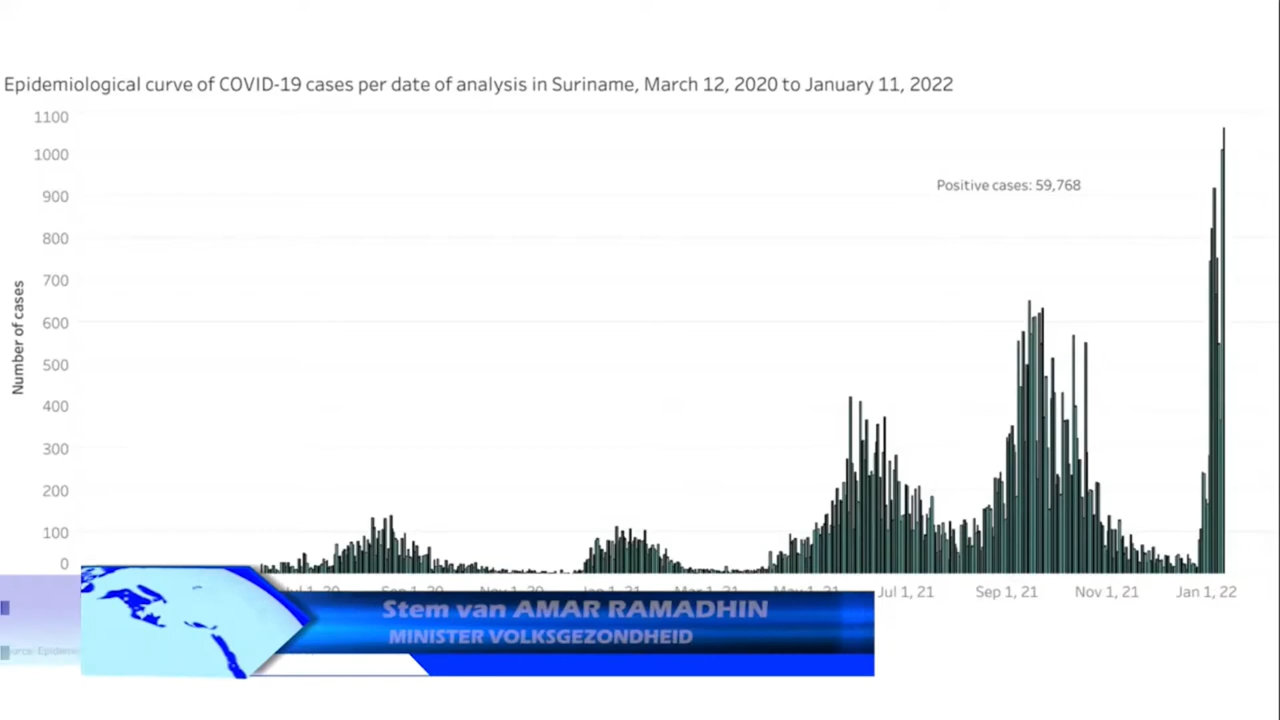 Epidemiological curve of COVID-19 cases per date of analysis in Suriname, March 12, 2020 to January 11, 2022
1100
1000
Positive cases: 59,768
900
800
700
600
500
400
300
200
100
0
Number of cases
Jul 1, 21 Sep 1, 21 Nov 1, 21 Jan 1, 22
Stem van AMAR RAMADHIN
MINISTER VOLKSGEZONDHEID